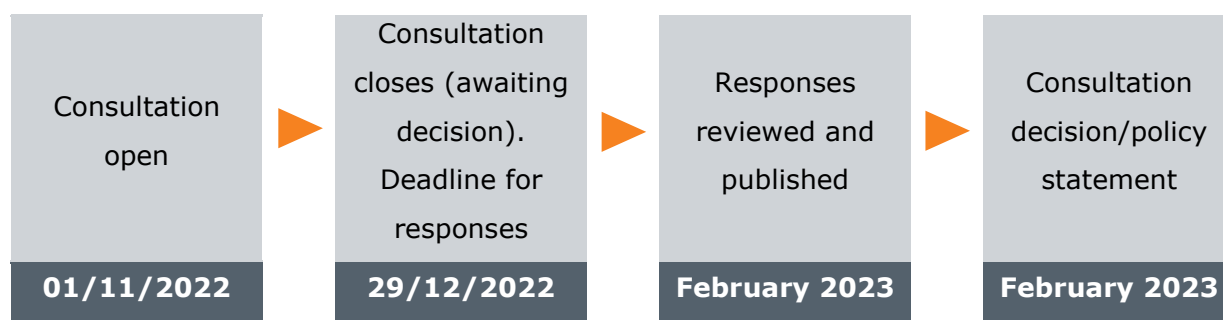 Consultation
open
01/11/2022
Consultation
closes (awaiting
decision).
Deadline for
responses
29/12/2022
Responses
reviewed and
published
February 2023
Consultation
decision/policy
statement
February 2023